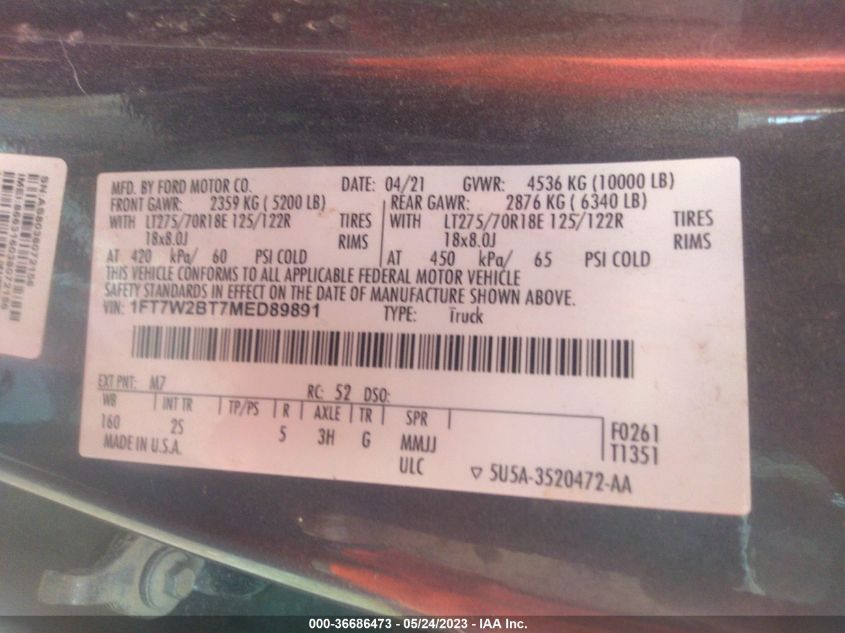 MFD. BY FORD MOTOR CO. DATE: 04/21 GVWR: 4536 KG (10000 LB)
FRONT GAWR: 2359 KG ( 5200 LB) REAR GAWR: 2876 KG ( 6340 LB)
WITH LT275/70R18E 125/122R TIRES WITH LT275/70R18E 125/122R TIRES
18x8.0J RIMS 18x8.0J RIMS
AT 420 kPa/ 60 PSI COLD AT 450 kPa/ 65 PSI COLD
THIS VEHICLE CONFORMS TO ALL APPLICABLE FEDERAL MOTOR VEHICLE
SAFETY STANDARDS IN EFFECT ON THE DATE OF MANUFACTURE SHOWN ABOVE.
VIN: 1FT7W2BT7MED89891 TYPE: Truck
EXT PNT: M7 RC: 52 DSO:
WB INT TR TP/PS R AXLE TR SPR
160 2S 5 3H G MMJJ F0261
MADE IN U.S.A. ULC T1351
▽ 5U5A-3520472-AA
000-36686473 - 05/24/2023 - IAA Inc.